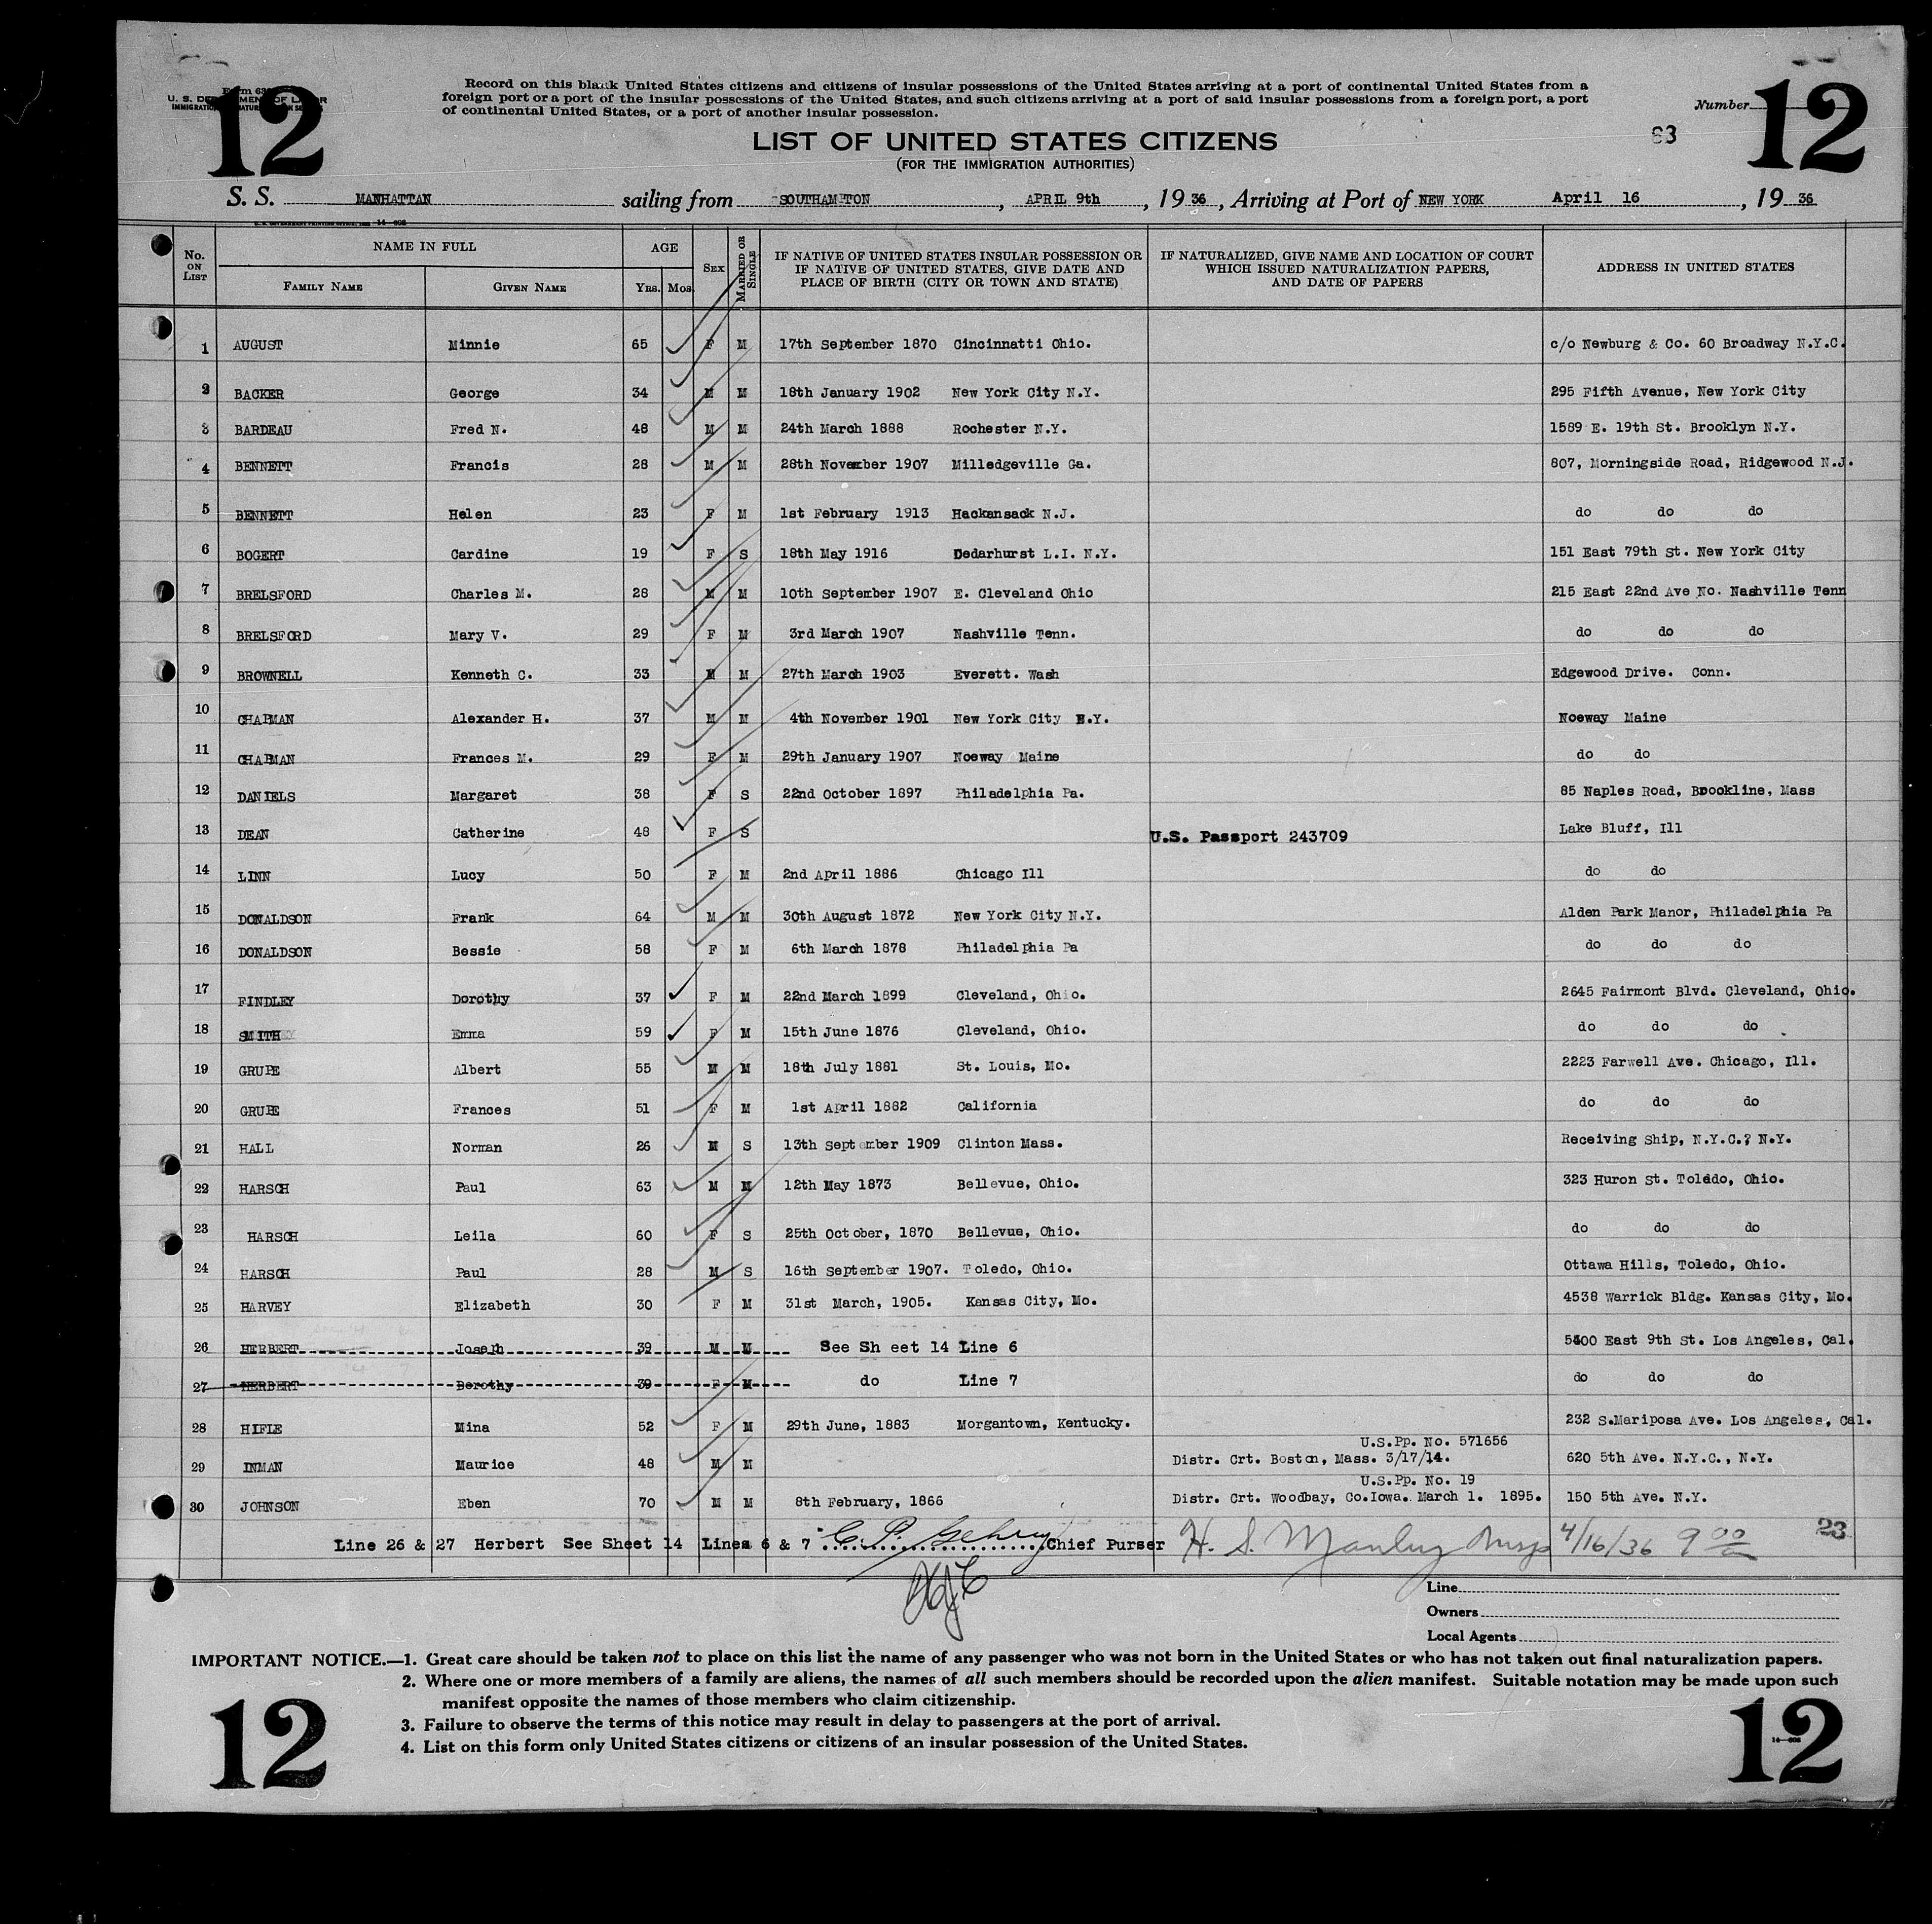 12
Form 63
U. S. DEPARTMENT OF LABOR
Record on this blank United States citizens and citizens of insular possessions of the United States arriving at a port of continental United States from a
foreign port or a port of the insular possessions of the United States, and such citizens arriving at a port of said insular possessions from a foreign port, a port
of continental United States, or a port of another insular possession.
Number
12
LIST OF UNITED STATES CITIZENS
(FOR THE IMMIGRATION AUTHORITIES)
S. S. MANHATTAN sailing from SOUTHAMPTON, APRIL 9th, 19 36, Arriving at Port of NEW YORK April 16, 19 36
No. ON LIST NAME IN FULL FAMILY NAME GIVEN NAME AGE YRS. MOS. SEX MARRIED OR SINGLE IF NATIVE OF UNITED STATES INSULAR POSSESSION OR IF NATIVE OF UNITED STATES, GIVE DATE AND PLACE OF BIRTH (CITY OR TOWN AND STATE) IF NATURALIZED, GIVE NAME AND LOCATION OF COURT WHICH ISSUED NATURALIZATION PAPERS, AND DATE OF PAPERS ADDRESS IN UNITED STATES
1 AUGUST Minnie 65 F M 17th September 1870 Cincinnatti Ohio. c/o Newburg & Co. 60 Broadway N.Y.C.
2 BACKER George 34 M M 18th January 1902 New York City N.Y. 295 Fifth Avenue, New York City
3 BARDEAU Fred N. 48 M M 24th March 1888 Rochester N.Y. 1589 E. 19th St. Brooklyn N.Y.
4 BENNETT Francis 28 M M 28th November 1907 Milledgeville Ga. 807, Morningside Road, Ridgewood N.J.
5 BENNETT Helen 23 F M 1st February 1913 Hackansack N.J. do do do
6 BOGERT Cardine 19 F S 18th May 1916 Cedarhurst L.I. N.Y. 151 East 79th St. New York City
7 BRELSFORD Charles M. 28 M M 10th September 1907 E. Cleveland Ohio 215 East 22nd Ave No. Nashville Tenn
8 BRELSFORD Mary V. 29 F M 3rd March 1907 Nashville Tenn. do do do
9 BROWNELL Kenneth C. 33 M M 27th March 1903 Everett. Wash Edgewood Drive. Conn.
10 CHAPMAN Alexander H. 37 M M 4th November 1901 New York City N.Y. Noeway Maine
11 CHAPMAN Frances M. 29 F M 29th January 1907 Noeway Maine do do
12 DANIELS Margaret 38 F S 22nd October 1897 Philadelphia Pa. 85 Naples Road, Brookline, Mass
13 DEAN Catherine 48 F S U.S. Passport 243709 Lake Bluff, Ill
14 LINN Lucy 50 F M 2nd April 1886 Chicago Ill do do
15 DONALDSON Frank 64 M M 30th August 1872 New York City N.Y. Alden Park Manor, Philadelphia Pa
16 DONALDSON Bessie 58 F M 6th March 1878 Philadelphia Pa do do do
17 FINDLEY Dorothy 37 F M 22nd March 1899 Cleveland, Ohio. 2645 Fairmont Blvd. Cleveland, Ohio.
18 SMITH Emma 59 F M 15th June 1876 Cleveland, Ohio. do do do
19 GRUPE Albert 55 M M 18th July 1881 St. Louis, Mo. 2223 Farwell Ave. Chicago, Ill.
20 GRUPE Frances 51 F M 1st April 1882 California do do do
21 HALL Norman 26 M S 13th September 1909 Clinton Mass. Receiving Ship, N.Y.C.? N.Y.
22 HARSCH Paul 63 M M 12th May 1873 Bellevue, Ohio. 323 Huron St. Toledo, Ohio.
23 HARSCH Leila 60 F S 25th October, 1870 Bellevue, Ohio. do do do
24 HARSCH Paul 28 M S 16th September 1907. Toledo, Ohio. Ottawa Hills, Toledo, Ohio.
25 HARVEY Elizabeth 30 F M 31st March, 1905. Kansas City, Mo. 4538 Warrick Bldg. Kansas City, Mo.
26 HERBERT Joseph 39 M M See Sheet 14 Line 6 5400 East 9th St. Los Angeles, Cal.
27 HERBERT Dorothy 39 F M do Line 7 do do do
28 HIFLE Mina 52 F M 29th June, 1883 Morgantown, Kentucky. 232 S.Mariposa Ave. Los Angeles, Cal.
U.S.Pp. No. 571656
29 INMAN Maurice 48 M M Distr. Crt. Boston, Mass. 3/17/14. 620 5th Ave. N.Y.C., N.Y.
U.S.Pp. No. 19
30 JOHNSON Eben 70 M M 8th February, 1866 Distr. Crt. Woodbay, Co.Iowa. March 1. 1895. 150 5th Ave. N.Y.
Line 26 & 27 Herbert See Sheet 14 Lines 6 & 7 Chief Purser H. S. Manley Insp 4/16/36 9 00 23
Line
Owners
Local Agents
IMPORTANT NOTICE.—1. Great care should be taken not to place on this list the name of any passenger who was not born in the United States or who has not taken out final naturalization papers.
2. Where one or more members of a family are aliens, the names of all such members should be recorded upon the alien manifest. Suitable notation may be made upon such
manifest opposite the names of those members who claim citizenship.
3. Failure to observe the terms of this notice may result in delay to passengers at the port of arrival.
4. List on this form only United States citizens or citizens of an insular possession of the United States.
12
12